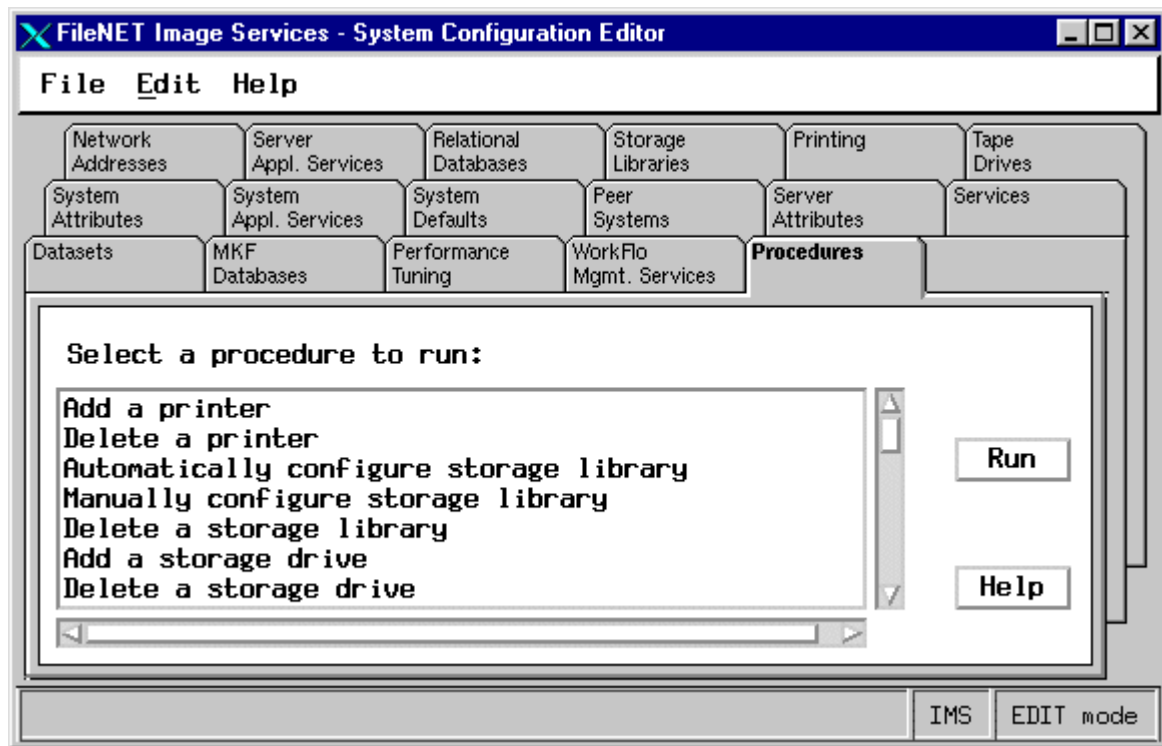 FileNET Image Services - System Configuration Editor
File Edit Help
Network Addresses
Server Appl. Services
Relational Databases
Storage Libraries
Printing
Tape Drives
System Attributes
System Appl. Services
System Defaults
Peer Systems
Server Attributes
Services
Datasets
MKF Databases
Performance Tuning
WorkFlo Mgmt. Services
Procedures
Select a procedure to run:
Add a printer
Delete a printer
Automatically configure storage library
Manually configure storage library
Delete a storage library
Add a storage drive
Delete a storage drive
Run
Help
IMS
EDIT mode